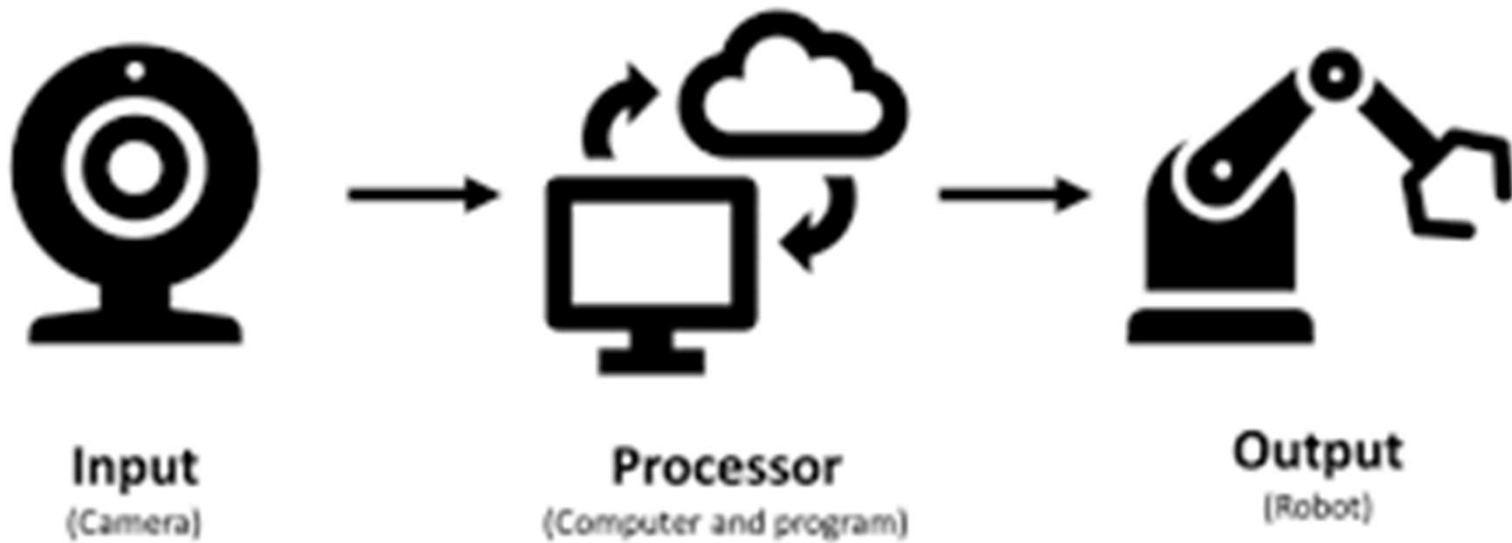 Input
(Camera)
Processor
(Computer and program)
Output
(Robot)